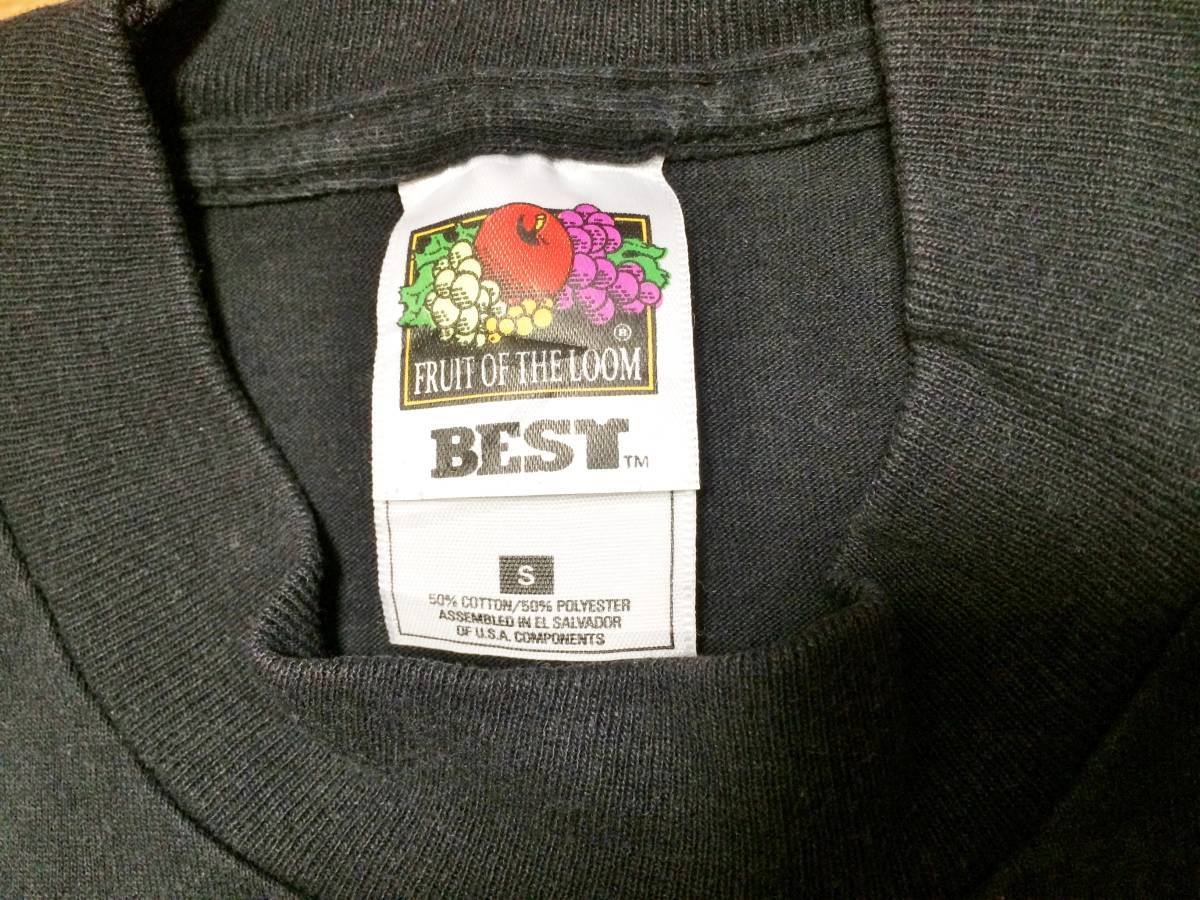 ®
FRUIT OF THE LOOM
BEST™
S
50% COTTON/50% POLYESTER
ASSEMBLED IN EL SALVADOR
OF U.S.A. COMPONENTS